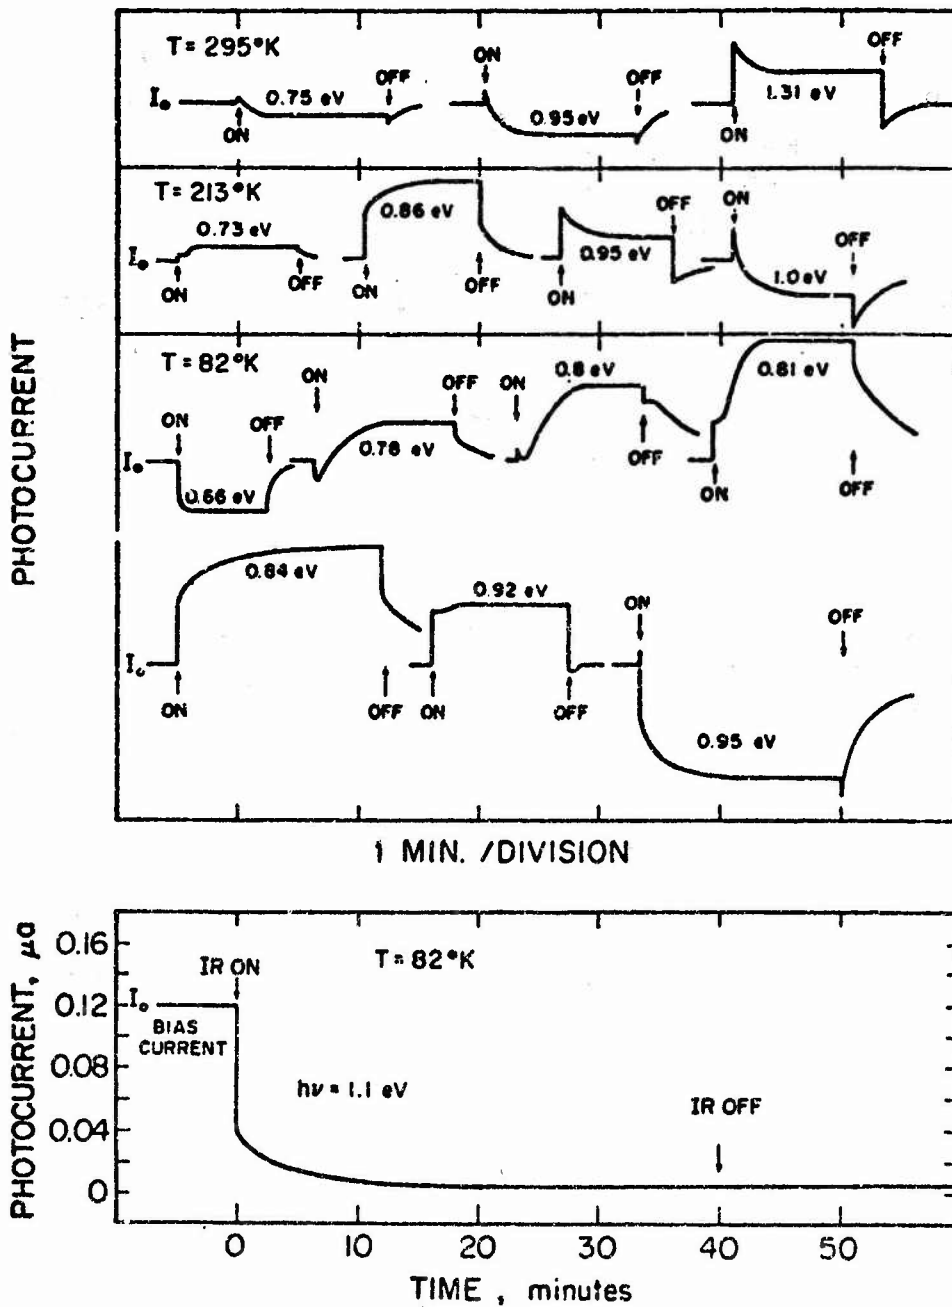 T = 295°K
ON
OFF
OFF
I₀
0.75 eV
OFF
0.95 eV
1.31 eV
ON
ON
T = 213°K
0.73 eV
0.86 eV
OFF
ON
OFF
I₀
0.95 eV
ON
OFF
ON
OFF
ON
1.0 eV
T = 82°K
ON
ON
OFF
OFF
ON
0.8 eV
0.81 eV
I₀
0.66 eV
0.78 eV
OFF
ON
OFF
0.84 eV
0.92 eV
ON
OFF
I₀
ON
OFF
ON
OFF
0.95 eV
PHOTOCURRENT
1 MIN. /DIVISION
PHOTOCURRENT, μa
0.16
0.12
0.08
0.04
0
IR ON
T = 82°K
I₀
BIAS
CURRENT
hν = 1.1 eV
IR OFF
0 10 20 30 40 50
TIME , minutes